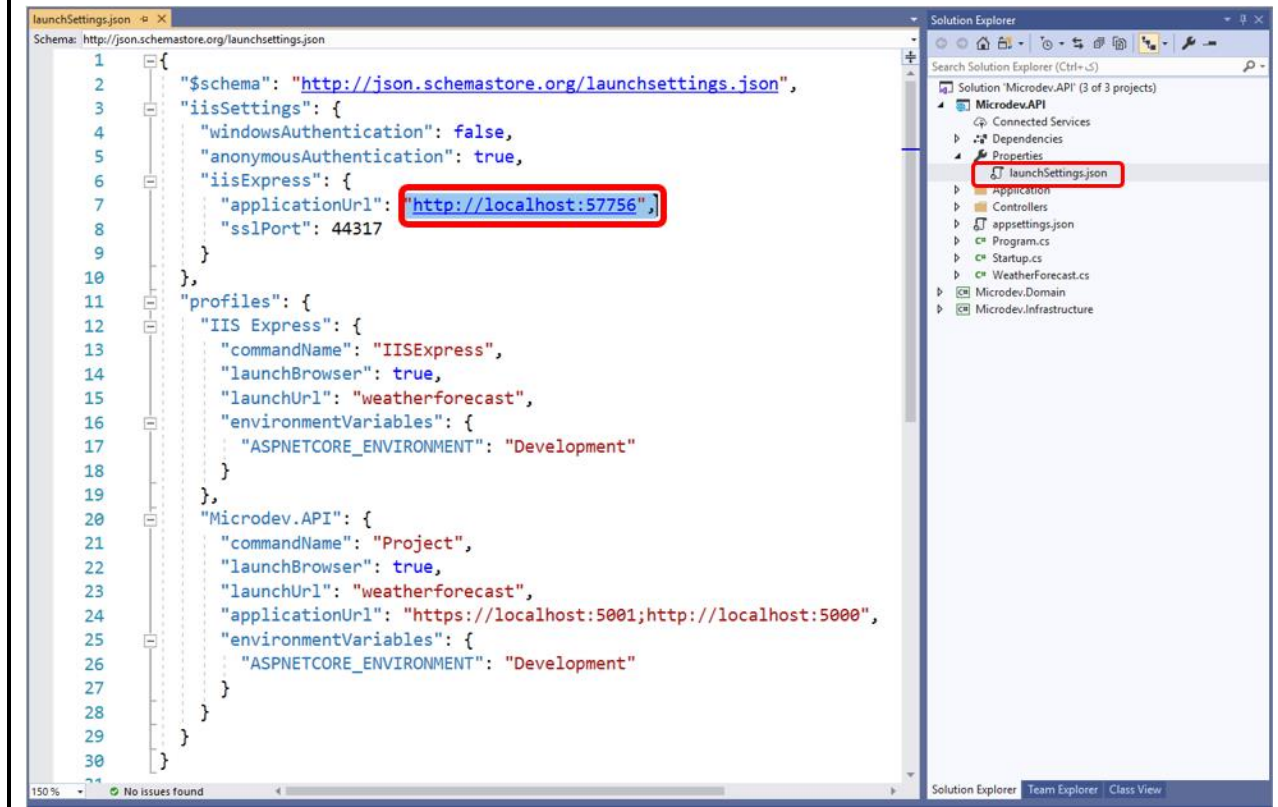 launchSettings.json
Schema: http://json.schemastore.org/launchsettings.json
1 {
2 "$schema": "http://json.schemastore.org/launchsettings.json",
3 "iisSettings": {
4 "windowsAuthentication": false,
5 "anonymousAuthentication": true,
6 "iisExpress": {
7 "applicationUrl": "http://localhost:57756",
8 "sslPort": 44317
9 }
10 },
11 "profiles": {
12 "IIS Express": {
13 "commandName": "IISExpress",
14 "launchBrowser": true,
15 "launchUrl": "weatherforecast",
16 "environmentVariables": {
17 "ASPNETCORE_ENVIRONMENT": "Development"
18 }
19 },
20 "Microdev.API": {
21 "commandName": "Project",
22 "launchBrowser": true,
23 "launchUrl": "weatherforecast",
24 "applicationUrl": "https://localhost:5001;http://localhost:5000",
25 "environmentVariables": {
26 "ASPNETCORE_ENVIRONMENT": "Development"
27 }
28 }
29 }
30 }
150 %
No issues found
Solution Explorer
Search Solution Explorer (Ctrl+ك)
Solution 'Microdev.API' (3 of 3 projects)
Microdev.API
Connected Services
Dependencies
Properties
launchSettings.json
Application
Controllers
appsettings.json
C# Program.cs
C# Startup.cs
C# WeatherForecast.cs
C# Microdev.Domain
C# Microdev.Infrastructure
Solution Explorer Team Explorer Class View